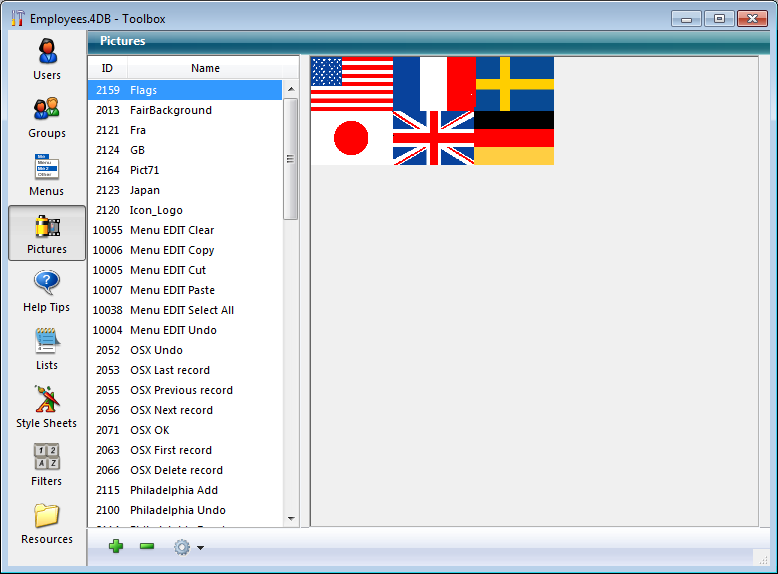 Employees.4DB - Toolbox
Pictures
Users
Groups
Menus
Pictures
Help Tips
Lists
Style Sheets
Filters
Resources
ID Name
2159 Flags
2013 FairBackground
2121 Fra
2124 GB
2164 Pict71
2123 Japan
2120 Icon_Logo
10055 Menu EDIT Clear
10006 Menu EDIT Copy
10005 Menu EDIT Cut
10007 Menu EDIT Paste
10038 Menu EDIT Select All
10004 Menu EDIT Undo
2052 OSX Undo
2053 OSX Last record
2055 OSX Previous record
2056 OSX Next record
2071 OSX OK
2063 OSX First record
2066 OSX Delete record
2115 Philadelphia Add
2100 Philadelphia Undo